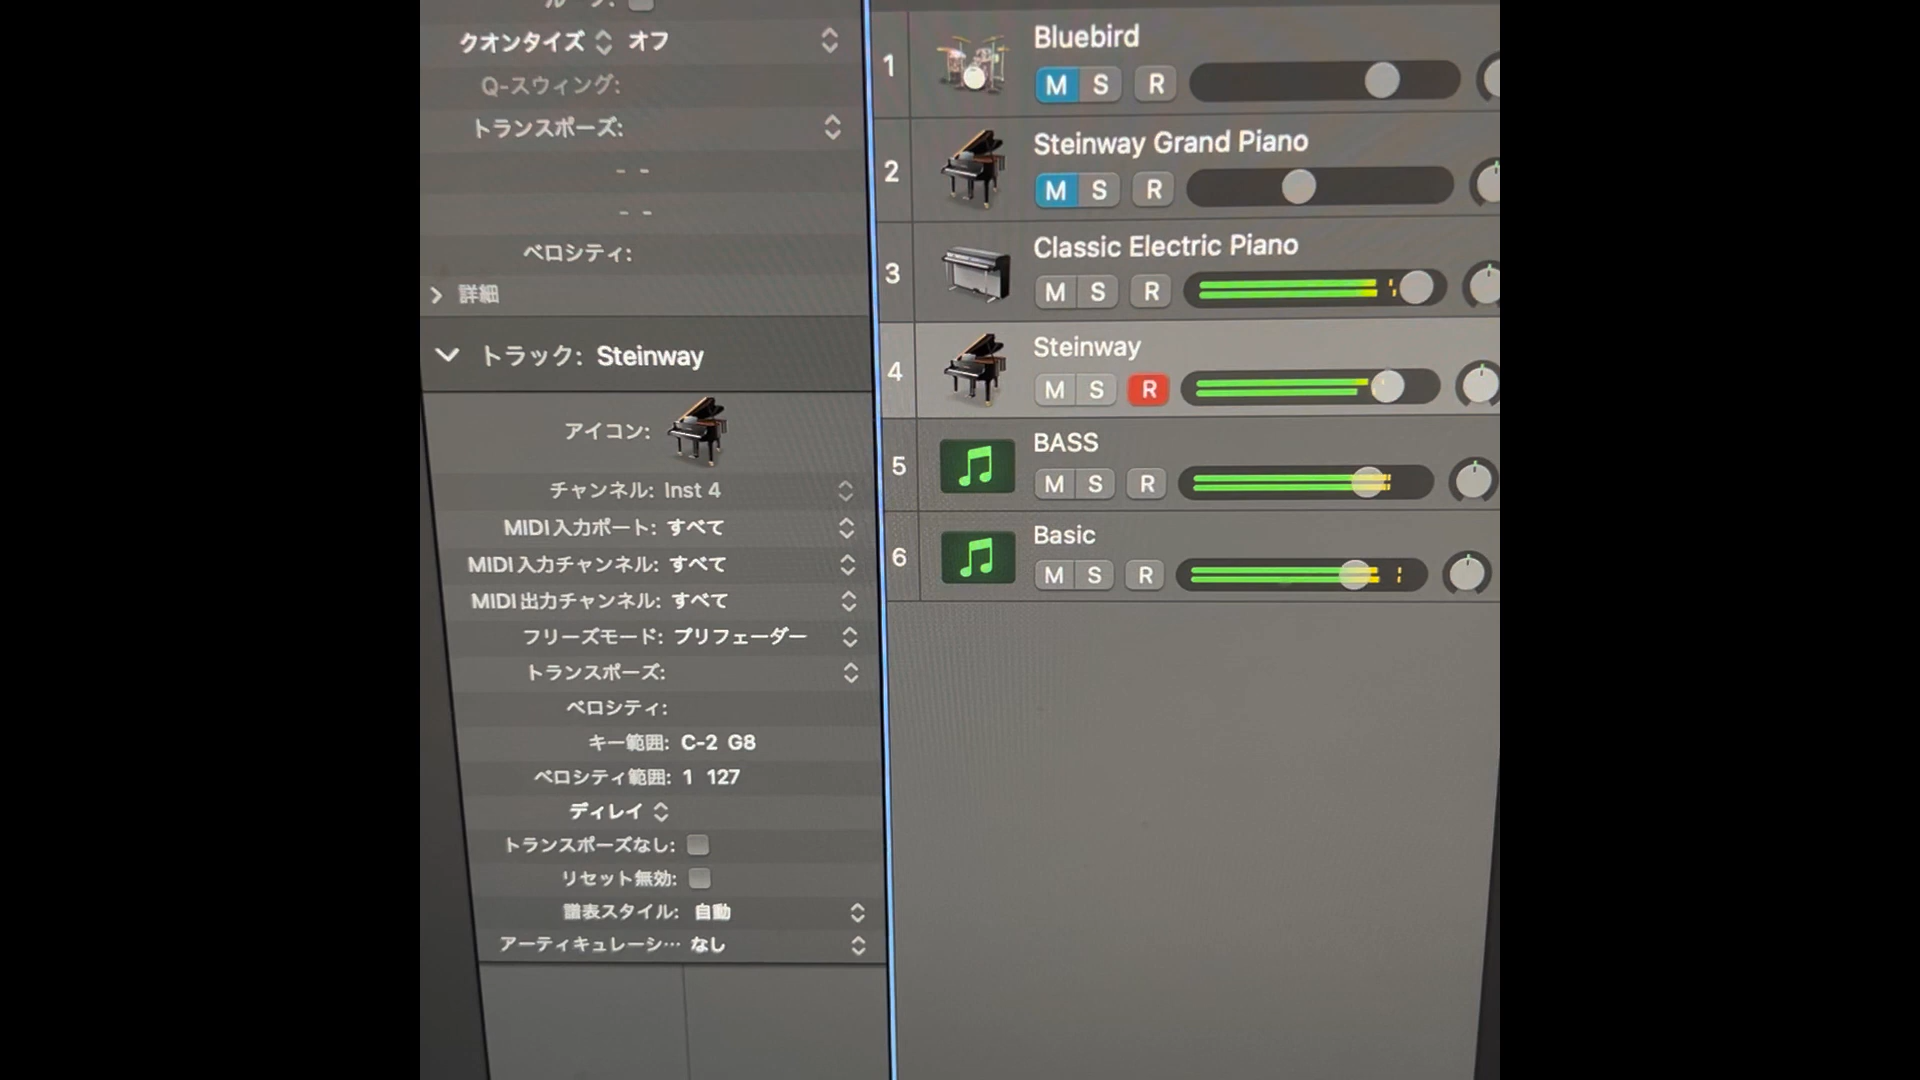 クオンタイズ オフ
Q-スウィング:
トランスポーズ:
- -
- -
ベロシティ:
詳細
トラック: Steinway
アイコン:
チャンネル: Inst 4
MIDI入力ポート: すべて
MIDI入力チャンネル: すべて
MIDI出力チャンネル: すべて
フリーズモード: プリフェーダー
トランスポーズ:
ベロシティ:
キー範囲: C-2 G8
ベロシティ範囲: 1 127
ディレイ
トランスポーズなし:
リセット無効:
譜表スタイル: 自動
アーティキュレーシ… なし
1
Bluebird
M S R
2
Steinway Grand Piano
M S R
3
Classic Electric Piano
M S R
4
Steinway
M S R
5
BASS
M S R
6
Basic
M S R